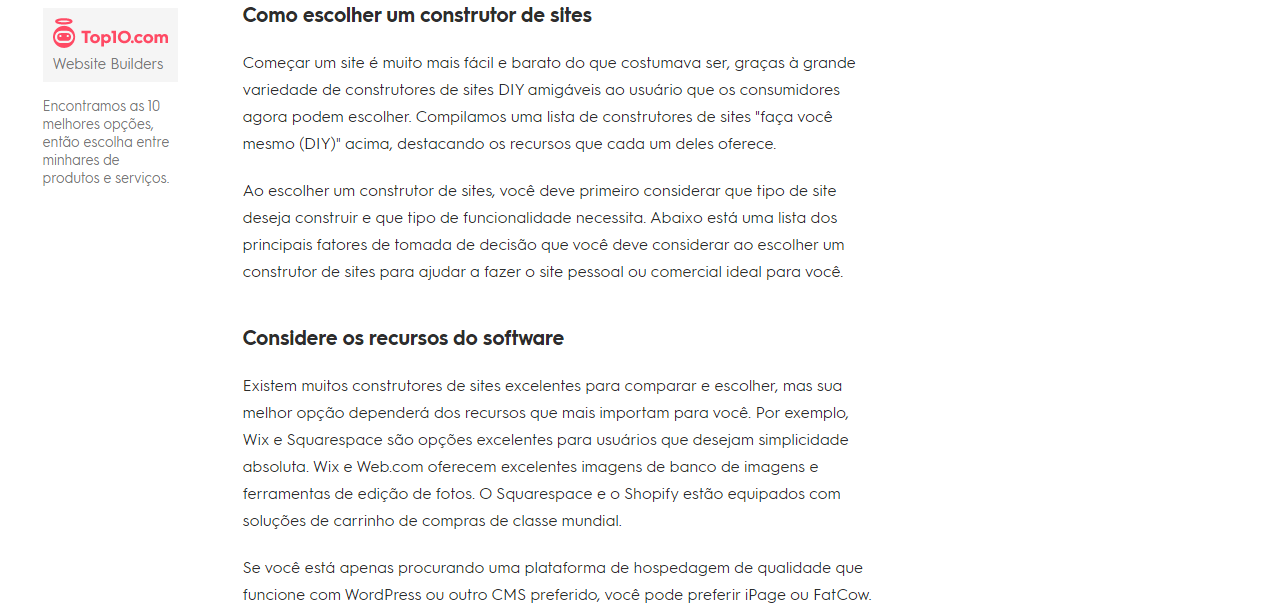 Top10.com
Website Builders
Encontramos as 10
melhores opções,
então escolha entre
minhares de
produtos e serviços.
Como escolher um construtor de sites
Começar um site é muito mais fácil e barato do que costumava ser, graças à grande
variedade de construtores de sites DIY amigáveis ao usuário que os consumidores
agora podem escolher. Compilamos uma lista de construtores de sites "faça você
mesmo (DIY)" acima, destacando os recursos que cada um deles oferece.
Ao escolher um construtor de sites, você deve primeiro considerar que tipo de site
deseja construir e que tipo de funcionalidade necessita. Abaixo está uma lista dos
principais fatores de tomada de decisão que você deve considerar ao escolher um
construtor de sites para ajudar a fazer o site pessoal ou comercial ideal para você.
Considere os recursos do software
Existem muitos construtores de sites excelentes para comparar e escolher, mas sua
melhor opção dependerá dos recursos que mais importam para você. Por exemplo,
Wix e Squarespace são opções excelentes para usuários que desejam simplicidade
absoluta. Wix e Web.com oferecem excelentes imagens de banco de imagens e
ferramentas de edição de fotos. O Squarespace e o Shopify estão equipados com
soluções de carrinho de compras de classe mundial.
Se você está apenas procurando uma plataforma de hospedagem de qualidade que
funcione com WordPress ou outro CMS preferido, você pode preferir iPage ou FatCow.